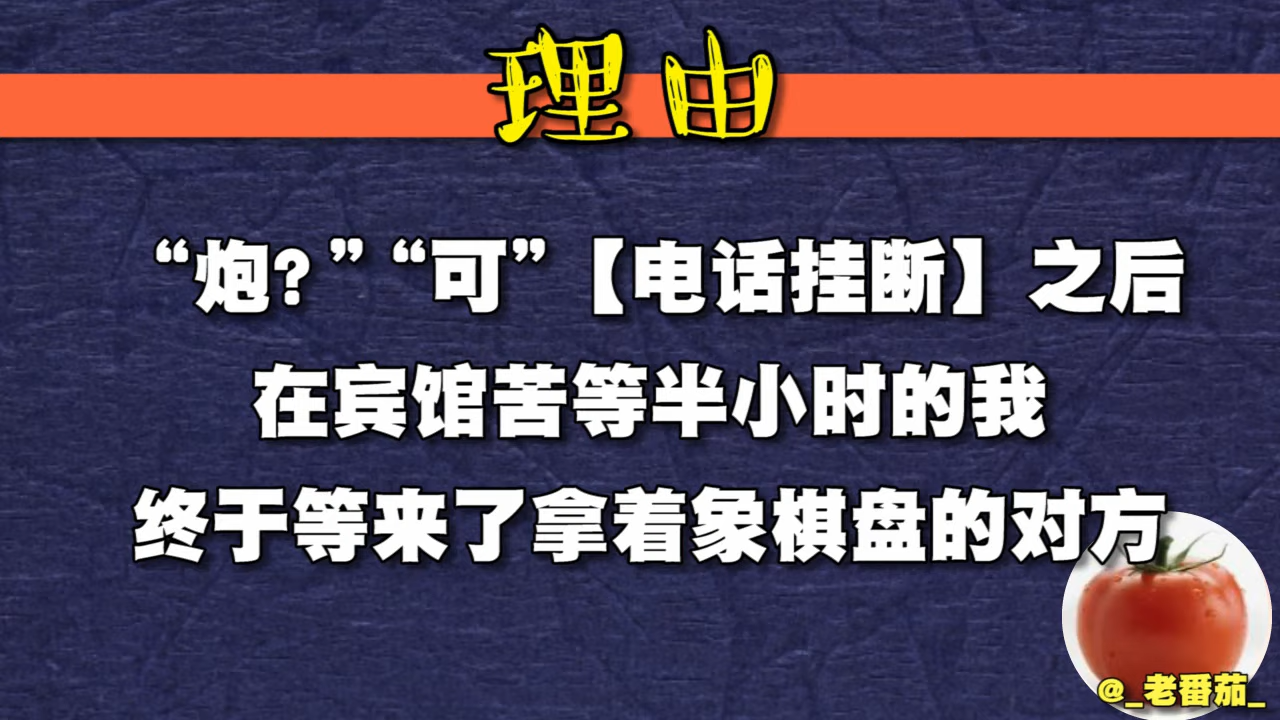 理由
“炮？”“可”【电话挂断】之后
在宾馆苦等半小时的我
终于等来了拿着象棋盘的对方
@_老番茄_